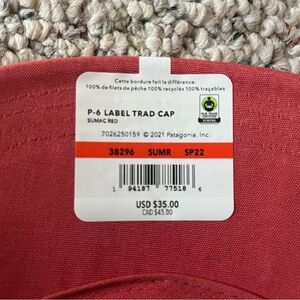 Cette bordure fait la différence:
100% de filets de pêche 100% recyclés 100% traçables
P-6 LABEL TRAD CAP
SUMAC RED
7026250159 © 2021 Patagonia, Inc.
38296 SUMR SP22
1 94187 77518 6
USD $35.00
CAD $45.00